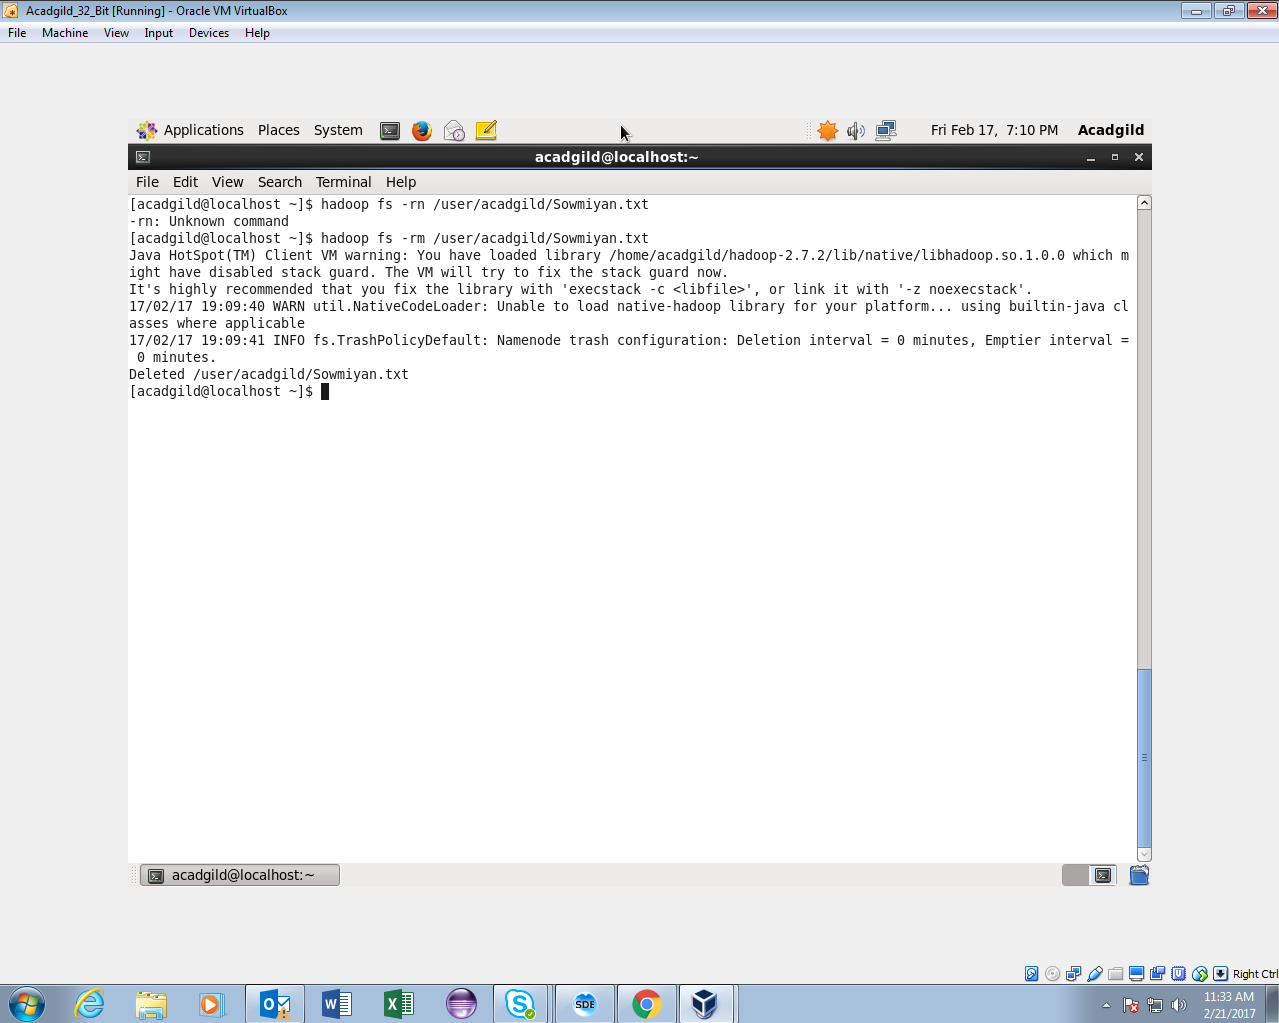 Acadgild_32_Bit [Running] - Oracle VM VirtualBox
File Machine View Input Devices Help
Applications Places System Fri Feb 17, 7:10 PM Acadgild
acadgild@localhost:~
File Edit View Search Terminal Help
[acadgild@localhost ~]$ hadoop fs -rn /user/acadgild/Sowmiyan.txt
-rn: Unknown command
[acadgild@localhost ~]$ hadoop fs -rm /user/acadgild/Sowmiyan.txt
Java HotSpot(TM) Client VM warning: You have loaded library /home/acadgild/hadoop-2.7.2/lib/native/libhadoop.so.1.0.0 which m
ight have disabled stack guard. The VM will try to fix the stack guard now.
It's highly recommended that you fix the library with 'execstack -c <libfile>', or link it with '-z noexecstack'.
17/02/17 19:09:40 WARN util.NativeCodeLoader: Unable to load native-hadoop library for your platform... using builtin-java cl
asses where applicable
17/02/17 19:09:41 INFO fs.TrashPolicyDefault: Namenode trash configuration: Deletion interval = 0 minutes, Emptier interval =
 0 minutes.
Deleted /user/acadgild/Sowmiyan.txt
[acadgild@localhost ~]$
acadgild@localhost:~
Right Ctrl
SDE
11:33 AM
2/21/2017